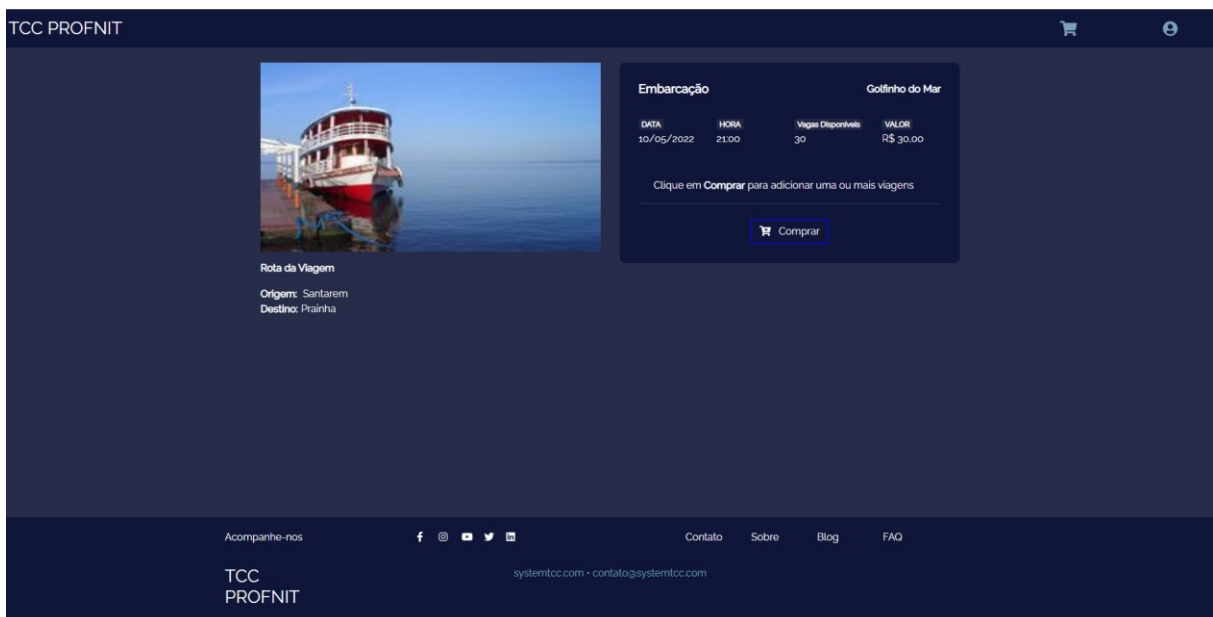 TCC PROFNIT
Embarcação Golfinho do Mar
DATA HORA Vagas Disponíveis VALOR
10/05/2022 21:00 30 R$ 30,00
Clique em Comprar para adicionar uma ou mais viagens
Comprar
Rota da Viagem
Origem: Santarem
Destino: Prainha
Acompanhe-nos Contato Sobre Blog FAQ
TCC
PROFNIT
systemtcc.com - contato@systemtcc.com